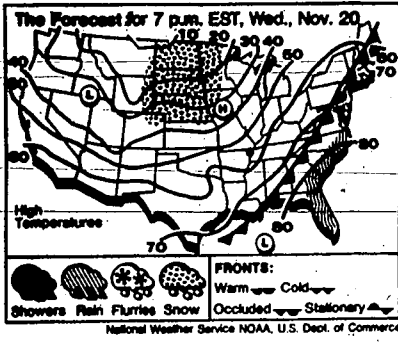 The Forecast for 7 p.m. EST, Wed., Nov. 20
10 20 30 40 50
40
60
70
L
H
80
60
High
Temperatures
70
80
L
Showers Rain Flurries Snow
FRONTS:
Warm Cold
Occluded Stationary
National Weather Service NOAA, U.S. Dept. of Commerce